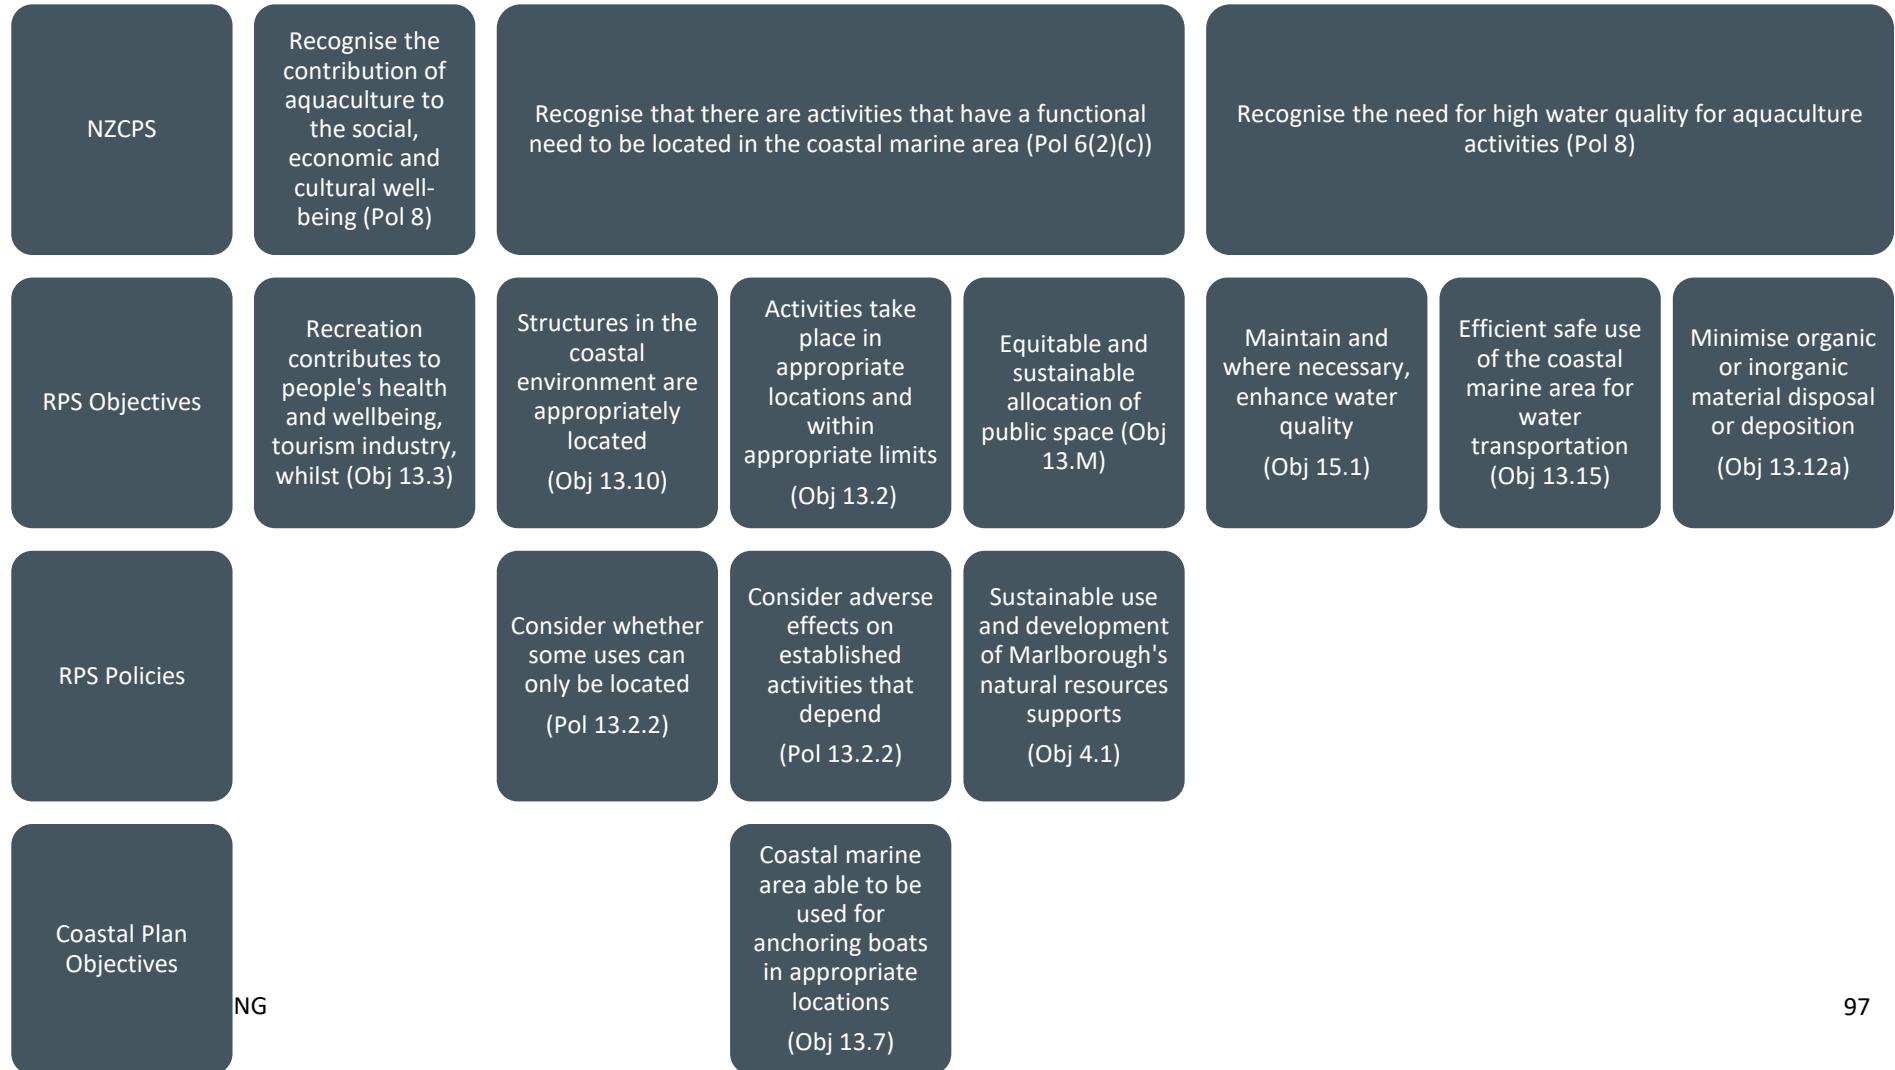 NZCPS
Recognise the
contribution of
aquaculture to
the social,
economic and
cultural well-
being (Pol 8)
Recognise that there are activities that have a functional
need to be located in the coastal marine area (Pol 6(2)(c))
Recognise the need for high water quality for aquaculture
activities (Pol 8)
RPS Objectives
Recreation
contributes to
people's health
and wellbeing,
tourism industry,
whilst (Obj 13.3)
Structures in the
coastal
environment are
appropriately
located
(Obj 13.10)
Activities take
place in
appropriate
locations and
within
appropriate limits
(Obj 13.2)
Equitable and
sustainable
allocation of
public space (Obj
13.M)
Maintain and
where necessary,
enhance water
quality
(Obj 15.1)
Efficient safe use
of the coastal
marine area for
water
transportation
(Obj 13.15)
Minimise organic
or inorganic
material disposal
or deposition
(Obj 13.12a)
RPS Policies
Consider whether
some uses can
only be located
(Pol 13.2.2)
Consider adverse
effects on
established
activities that
depend
(Pol 13.2.2)
Sustainable use
and development
of Marlborough's
natural resources
supports
(Obj 4.1)
Coastal Plan
Objectives
Coastal marine
area able to be
used for
anchoring boats
in appropriate
locations
(Obj 13.7)
NG
97